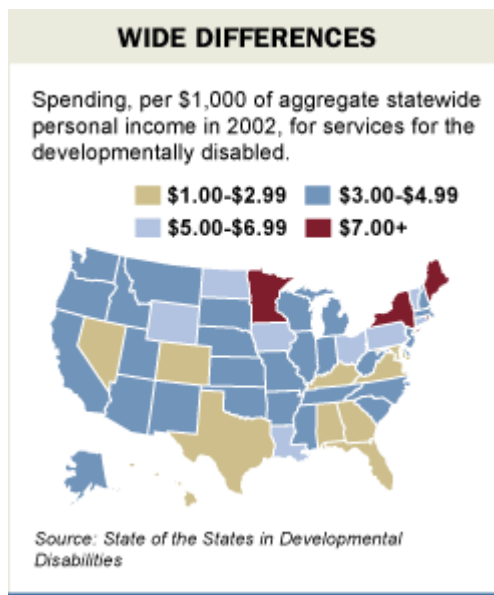 WIDE DIFFERENCES
Spending, per $1,000 of aggregate statewide
personal income in 2002, for services for the
developmentally disabled.
$1.00-$2.99 $3.00-$4.99
$5.00-$6.99 $7.00+
Source: State of the States in Developmental
Disabilities